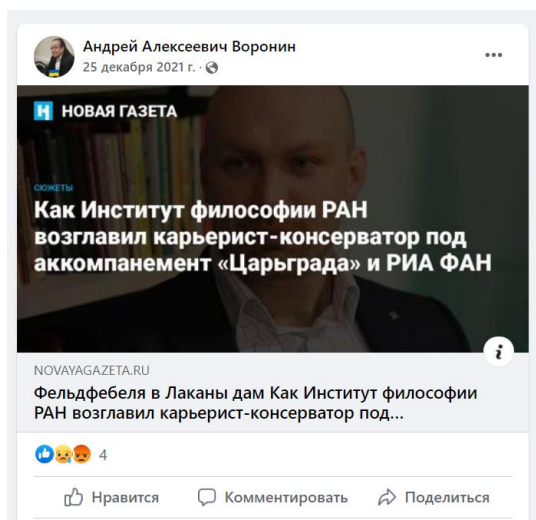 Андрей Алексеевич Воронин
25 декабря 2021 г. ·
НОВАЯ ГАЗЕТА
СЮЖЕТЫ
Как Институт философии РАН
возглавил карьерист-консерватор под
аккомпанемент «Царьграда» и РИА ФАН
NOVAYAGAZETA.RU
Фельдфебеля в Лаканы дам Как Институт философии
РАН возглавил карьерист-консерватор под...
4
Нравится Комментировать Поделиться